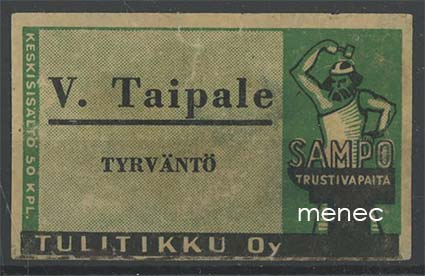 KESKISISÄLTÖ 50 KPL.
V. Taipale
TYRVÄNTÖ
SAMPO
TRUSTIVAPAITA
menec
TULITIKKU Oy